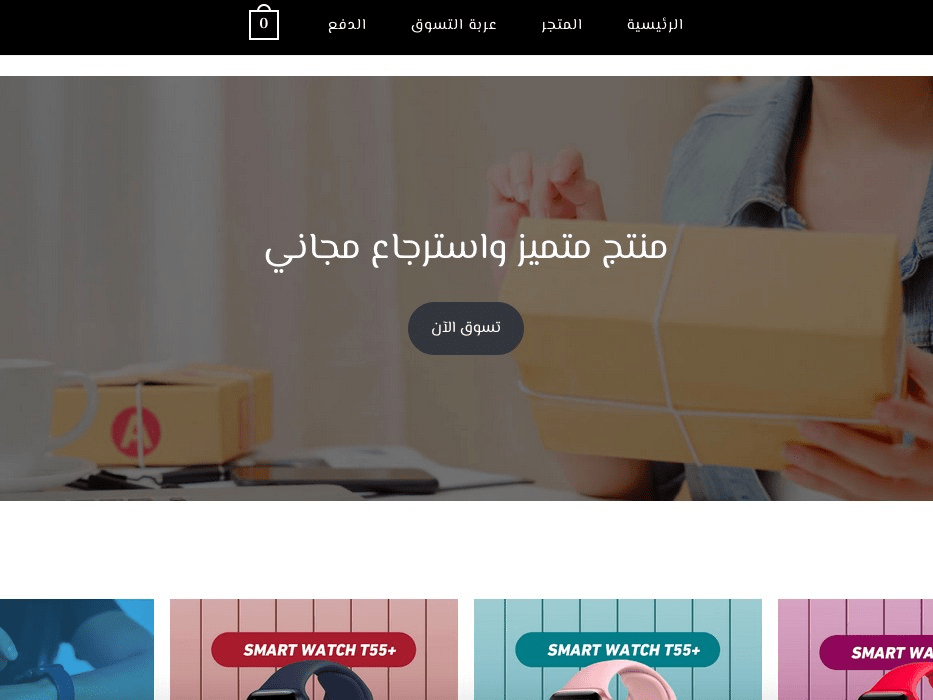 الرئيسية
المتجر
عربة التسوق
الدفع
0
منتج متميز واسترجاع مجاني
تسوق الآن
A
SMART WATCH T55+
SMART WATCH T55+
SMART WA